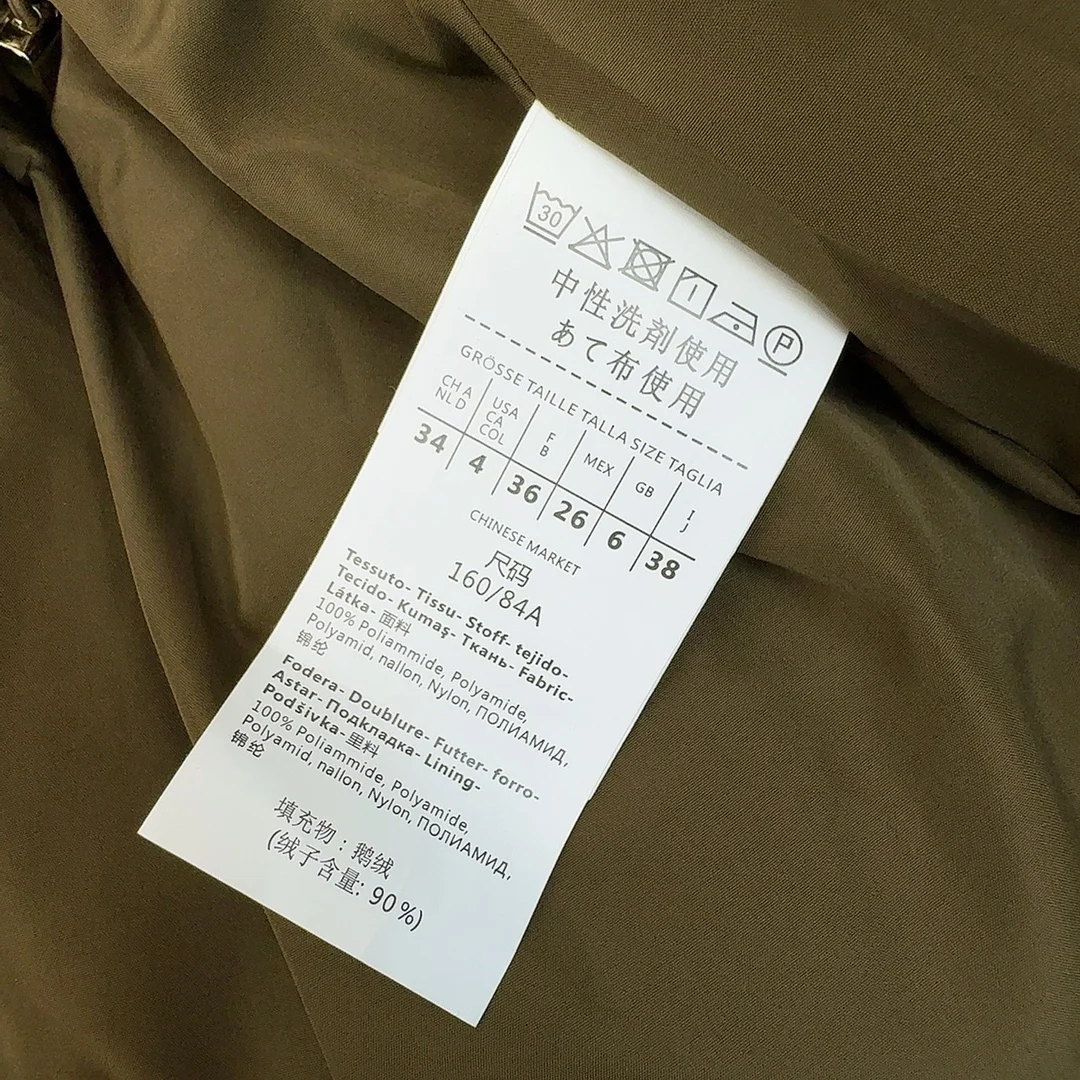 30 P
中性洗剤使用
あて布使用
GRÖSSE TAILLE TALLA SIZE TAGLIA
CH A NL D USA CA COL F B MEX GB I J
34 4 36 26 6 38
CHINESE MARKET
尺码
160/84A
Tessuto- Tissu- Stoff- tejido-
Tecido- Kumaş- Ткань- Fabric-
Látka- 面料
100% Poliammide, Polyamide,
Polyamid, nallon, Nylon, ПОЛИАМИД,
锦纶
Fodera- Doublure- Futter- forro-
Astar- Подкладка- Lining-
Podšívka- 里料
100% Poliammide, Polyamide,
Polyamid, nallon, Nylon, ПОЛИАМИД,
锦纶
填充物：鹅绒
(绒子含量: 90%)